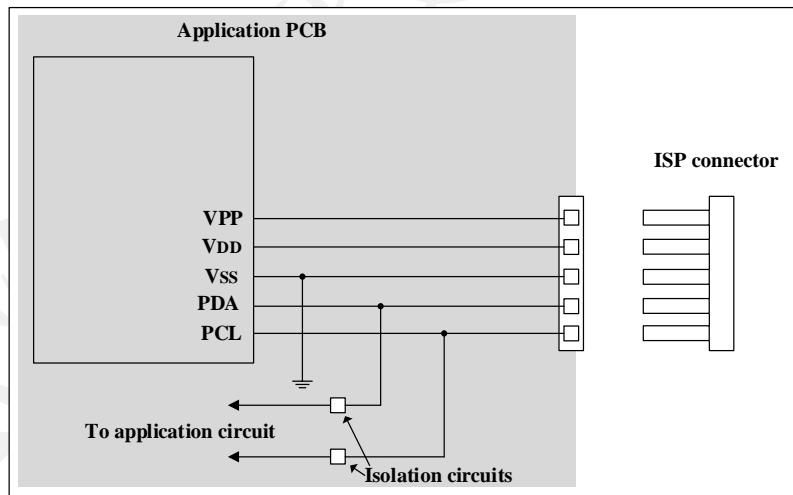 Application PCB
ISP connector
VPP
VDD
VSS
PDA
PCL
To application circuit
Isolation circuits